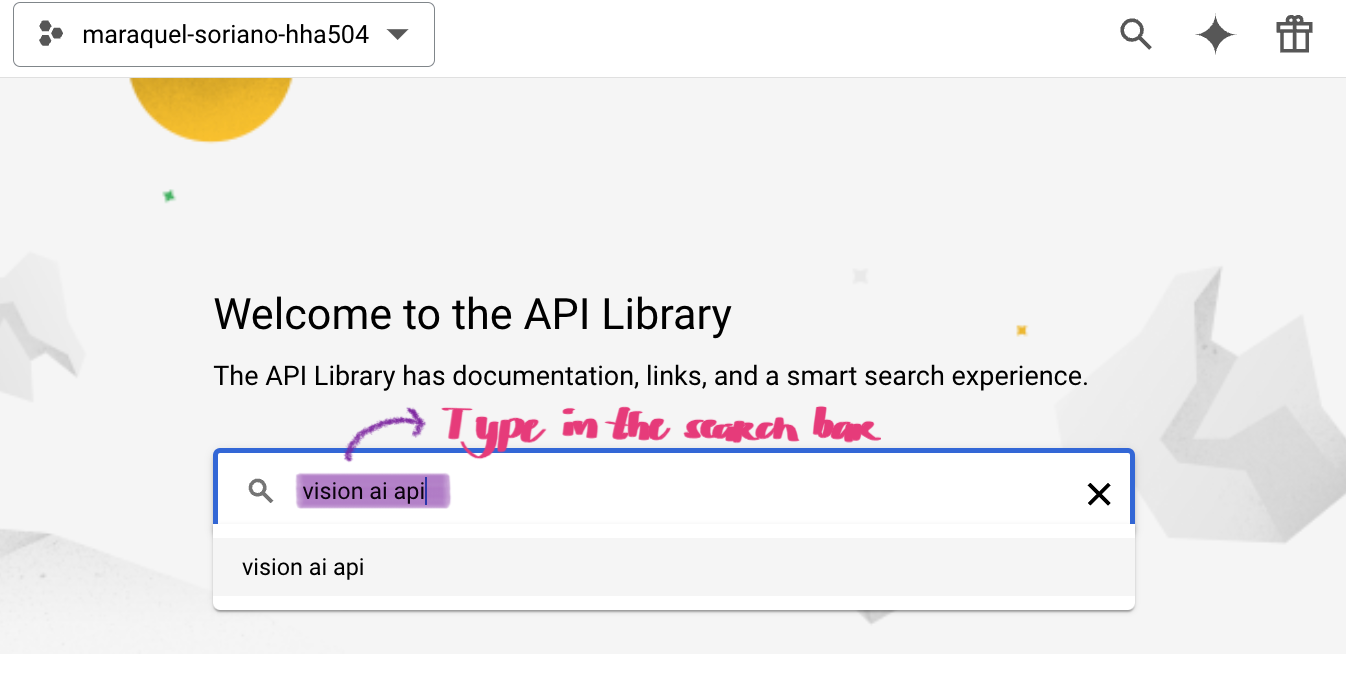 maraquel-soriano-hha504
Welcome to the API Library
The API Library has documentation, links, and a smart search experience.
Type in the search bar
vision ai api
vision ai api